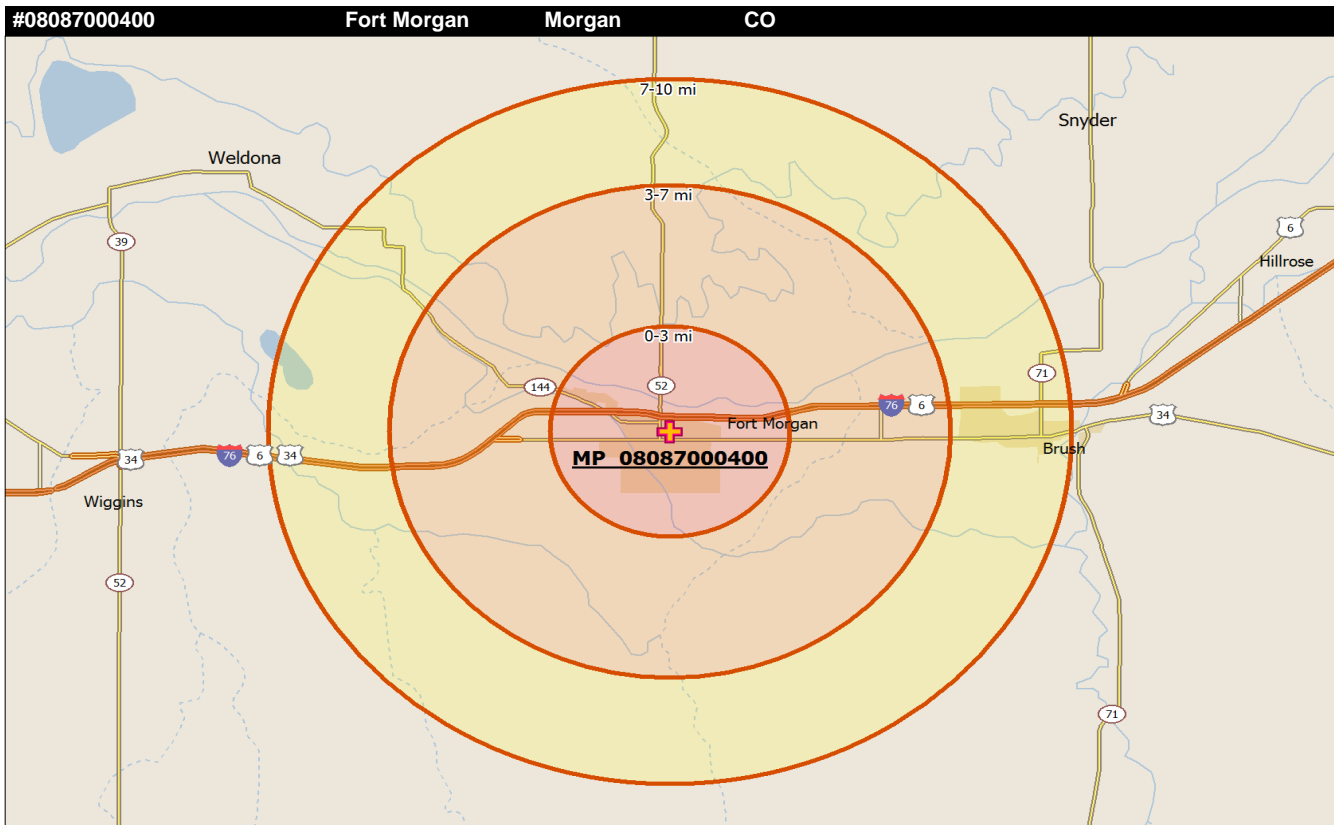 #08087000400 Fort Morgan Morgan CO
7-10 mi
Snyder
Weldona
3-7 mi
6
39
Hillrose
0-3 mi
71
144
52
76
6
34
Fort Morgan
34
76
6
34
MP 08087000400
Brush
Wiggins
52
71